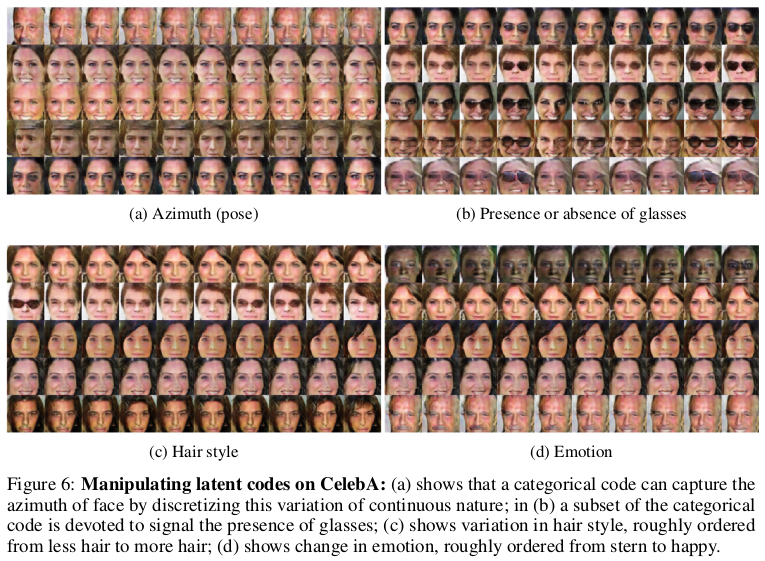 (a) Azimuth (pose)
(b) Presence or absence of glasses
(c) Hair style
(d) Emotion
Figure 6: Manipulating latent codes on CelebA: (a) shows that a categorical code can capture the
azimuth of face by discretizing this variation of continuous nature; in (b) a subset of the categorical
code is devoted to signal the presence of glasses; (c) shows variation in hair style, roughly ordered
from less hair to more hair; (d) shows change in emotion, roughly ordered from stern to happy.